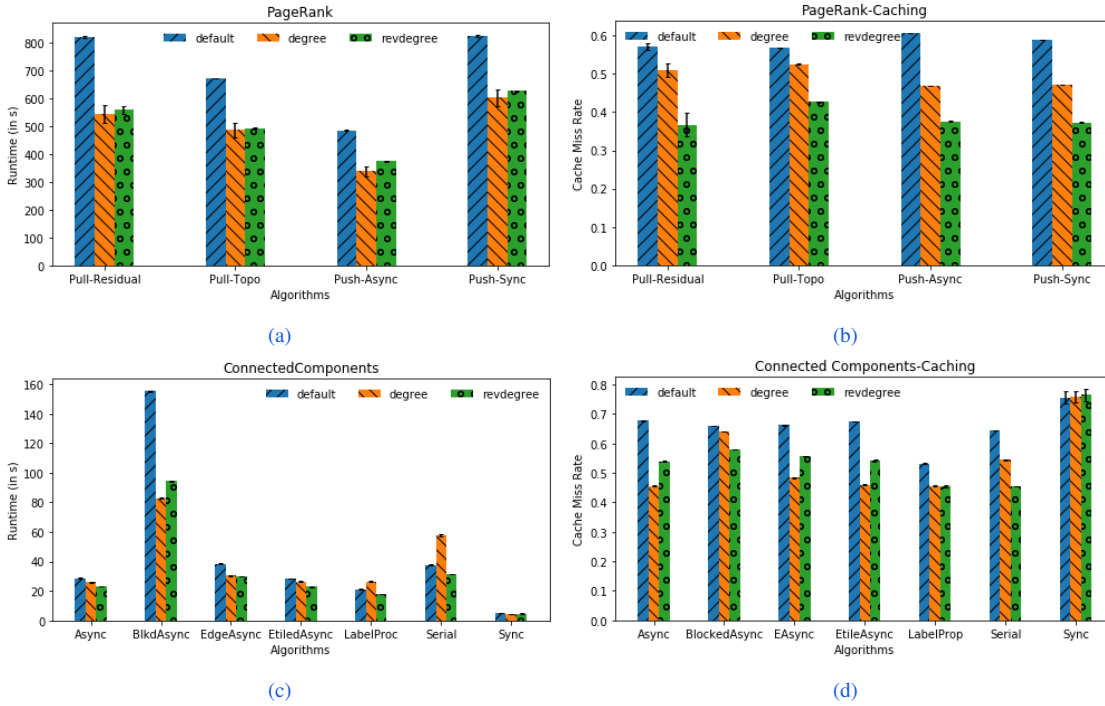 PageRank
default degree revdegree
800
700
600
500
400
300
200
100
0
Runtime (in s)
Pull-Residual Pull-Topo Push-Async Push-Sync
Algorithms
(a)
PageRank-Caching
default degree revdegree
0.6
0.5
0.4
0.3
0.2
0.1
0.0
Cache Miss Rate
Pull-Residual Pull-Topo Push-Async Push-Sync
Algorithms
(b)
ConnectedComponents
default degree revdegree
160
140
120
100
80
60
40
20
0
Runtime (in s)
Async BlkdAsync EdgeAsync EtiledAsync LabelProc Serial Sync
Algorithms
(c)
Connected Components-Caching
default degree revdegree
0.8
0.7
0.6
0.5
0.4
0.3
0.2
0.1
0.0
Cache Miss Rate
Async BlockedAsync EAsync EtileAsync LabelProp Serial Sync
Algorithms
(d)